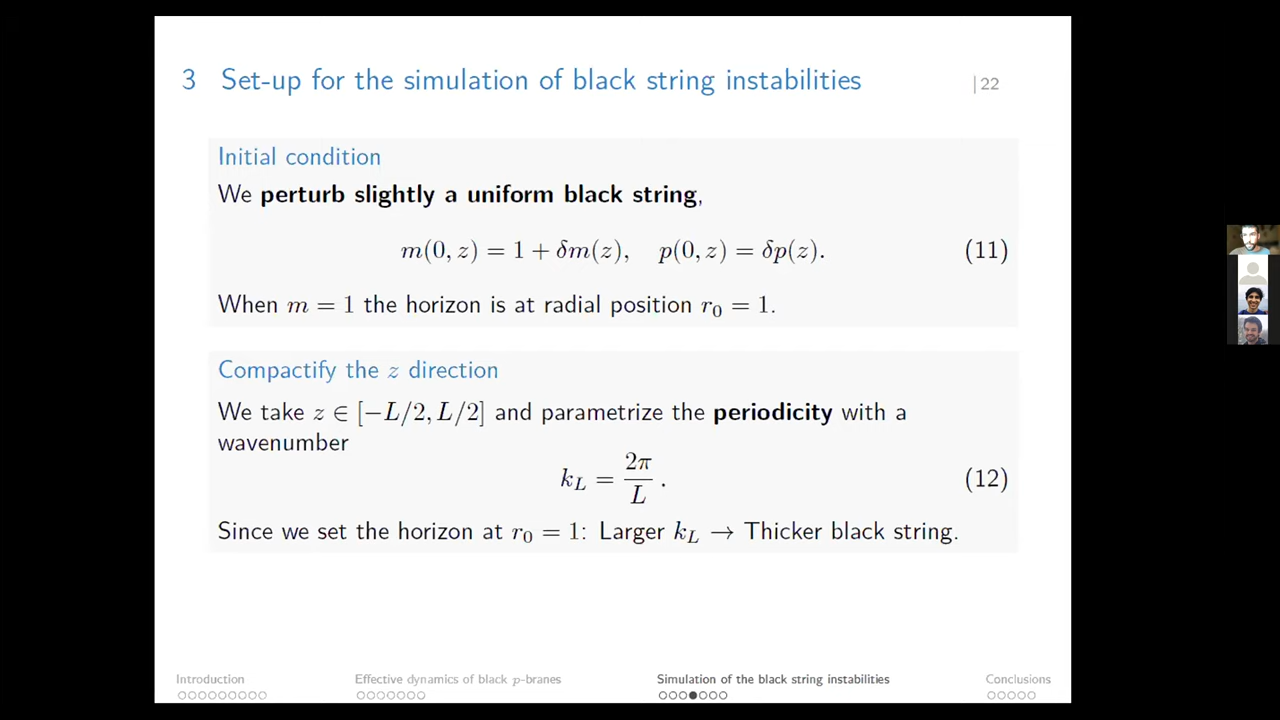 3 Set-up for the simulation of black string instabilities
| 22
Initial condition
We perturb slightly a uniform black string,
m(0, z) = 1 + δm(z), p(0, z) = δp(z). (11)
When m = 1 the horizon is at radial position r₀ = 1.
Compactify the z direction
We take z ∈ [−L/2, L/2] and parametrize the periodicity with a
wavenumber
k_L = 2π/L . (12)
Since we set the horizon at r₀ = 1: Larger k_L → Thicker black string.
Introduction Effective dynamics of black p-branes Simulation of the black string instabilities Conclusions